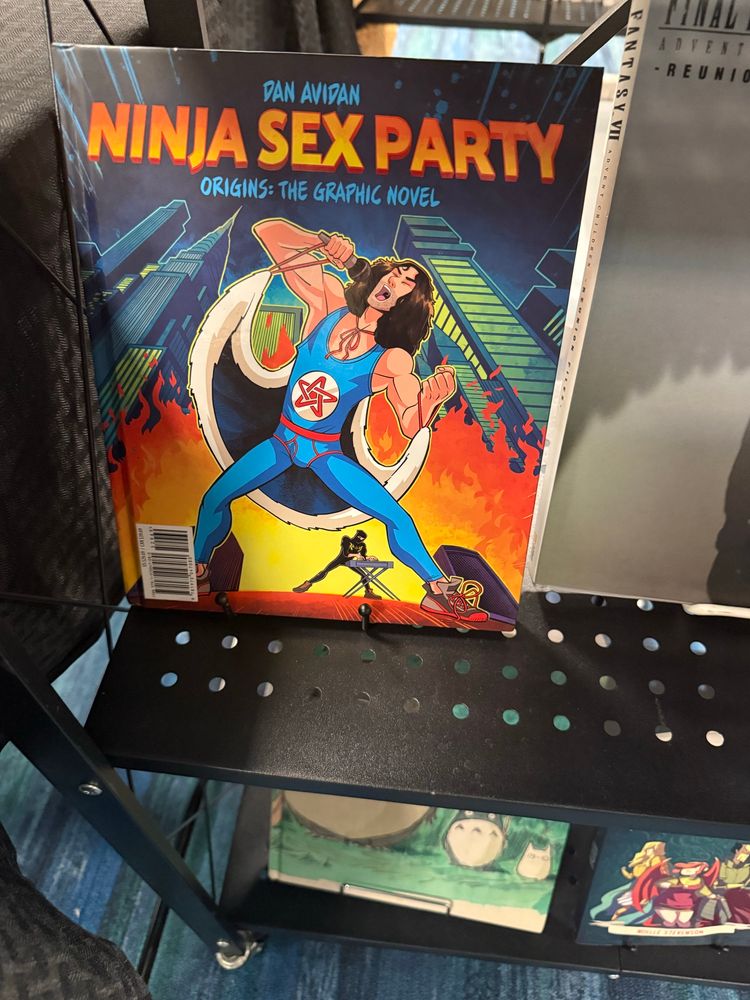 DAN AVIDAN
NINJA SEX PARTY
ORIGINS: THE GRAPHIC NOVEL
FINAL
ADVENT
-REUNIO
FANTASY VII